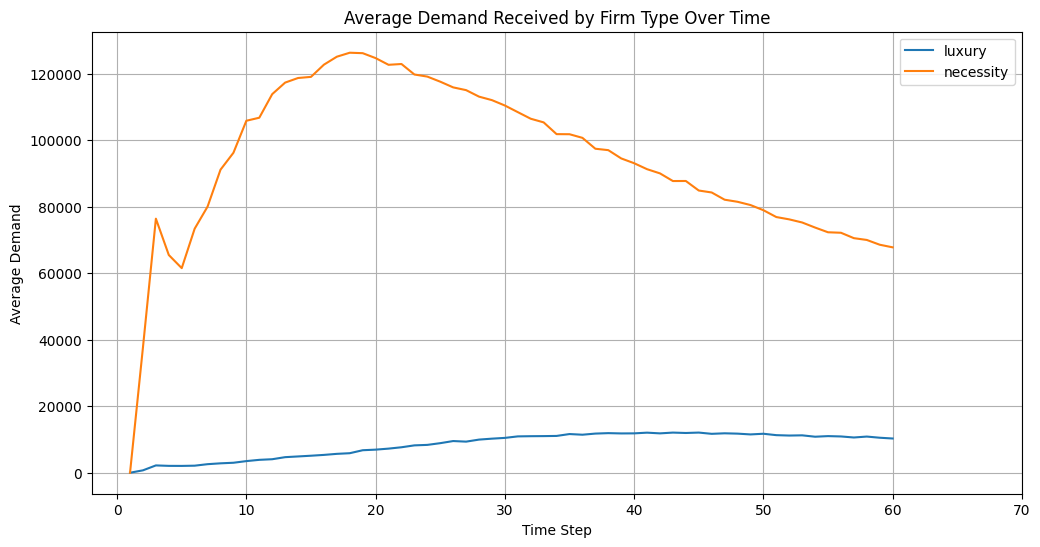 Average Demand Received by Firm Type Over Time
luxury
necessity
120000
100000
80000
60000
40000
20000
0
Average Demand
0 10 20 30 40 50 60 70
Time Step